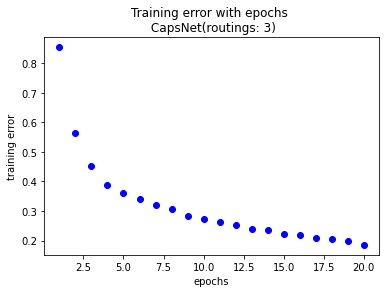 Training error with epochs
CapsNet(routings: 3)
training error
0.8
0.7
0.6
0.5
0.4
0.3
0.2
2.5 5.0 7.5 10.0 12.5 15.0 17.5 20.0
epochs